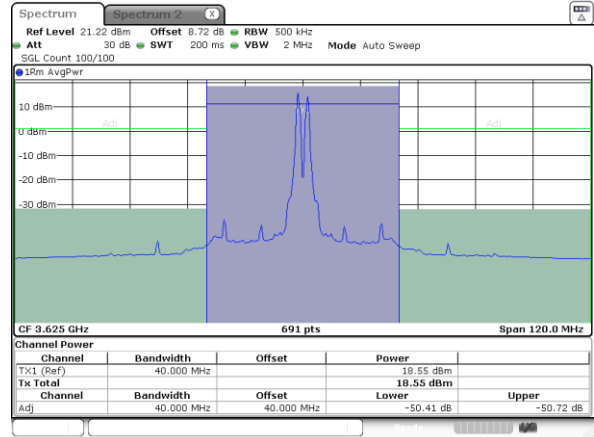 Spectrum Spectrum 2 X
Ref Level 21.22 dBm Offset 8.72 dB RBW 500 kHz
Att 30 dB SWT 200 ms VBW 2 MHz Mode Auto Sweep
SGL Count 100/100
1Rm AvgPwr
10 dBm
Adj Adj
0 dBm
-10 dBm
-20 dBm
-30 dBm
CF 3.625 GHz 691 pts Span 120.0 MHz
Channel Power
Channel Bandwidth Offset Power
TX1 (Ref) 40.000 MHz 18.55 dBm
Tx Total 18.55 dBm
Channel Bandwidth Offset Lower Upper
Adj 40.000 MHz 40.000 MHz -50.41 dB -50.72 dB
Ready